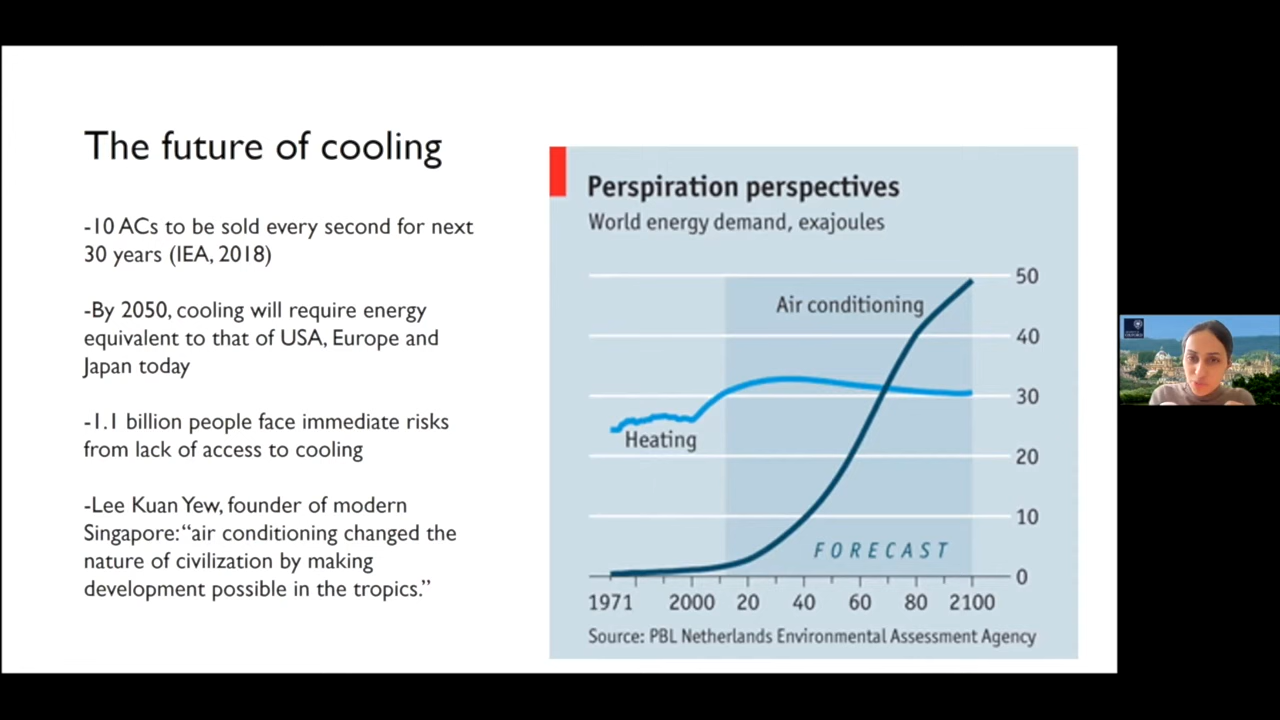 The future of cooling
-10 ACs to be sold every second for next
30 years (IEA, 2018)
-By 2050, cooling will require energy
equivalent to that of USA, Europe and
Japan today
-1.1 billion people face immediate risks
from lack of access to cooling
-Lee Kuan Yew, founder of modern
Singapore: “air conditioning changed the
nature of civilization by making
development possible in the tropics.”
Perspiration perspectives
World energy demand, exajoules
50
Air conditioning
40
30
Heating
20
10
FORECAST
0
1971 2000 20 40 60 80 2100
Source: PBL Netherlands Environmental Assessment Agency
OXFORD